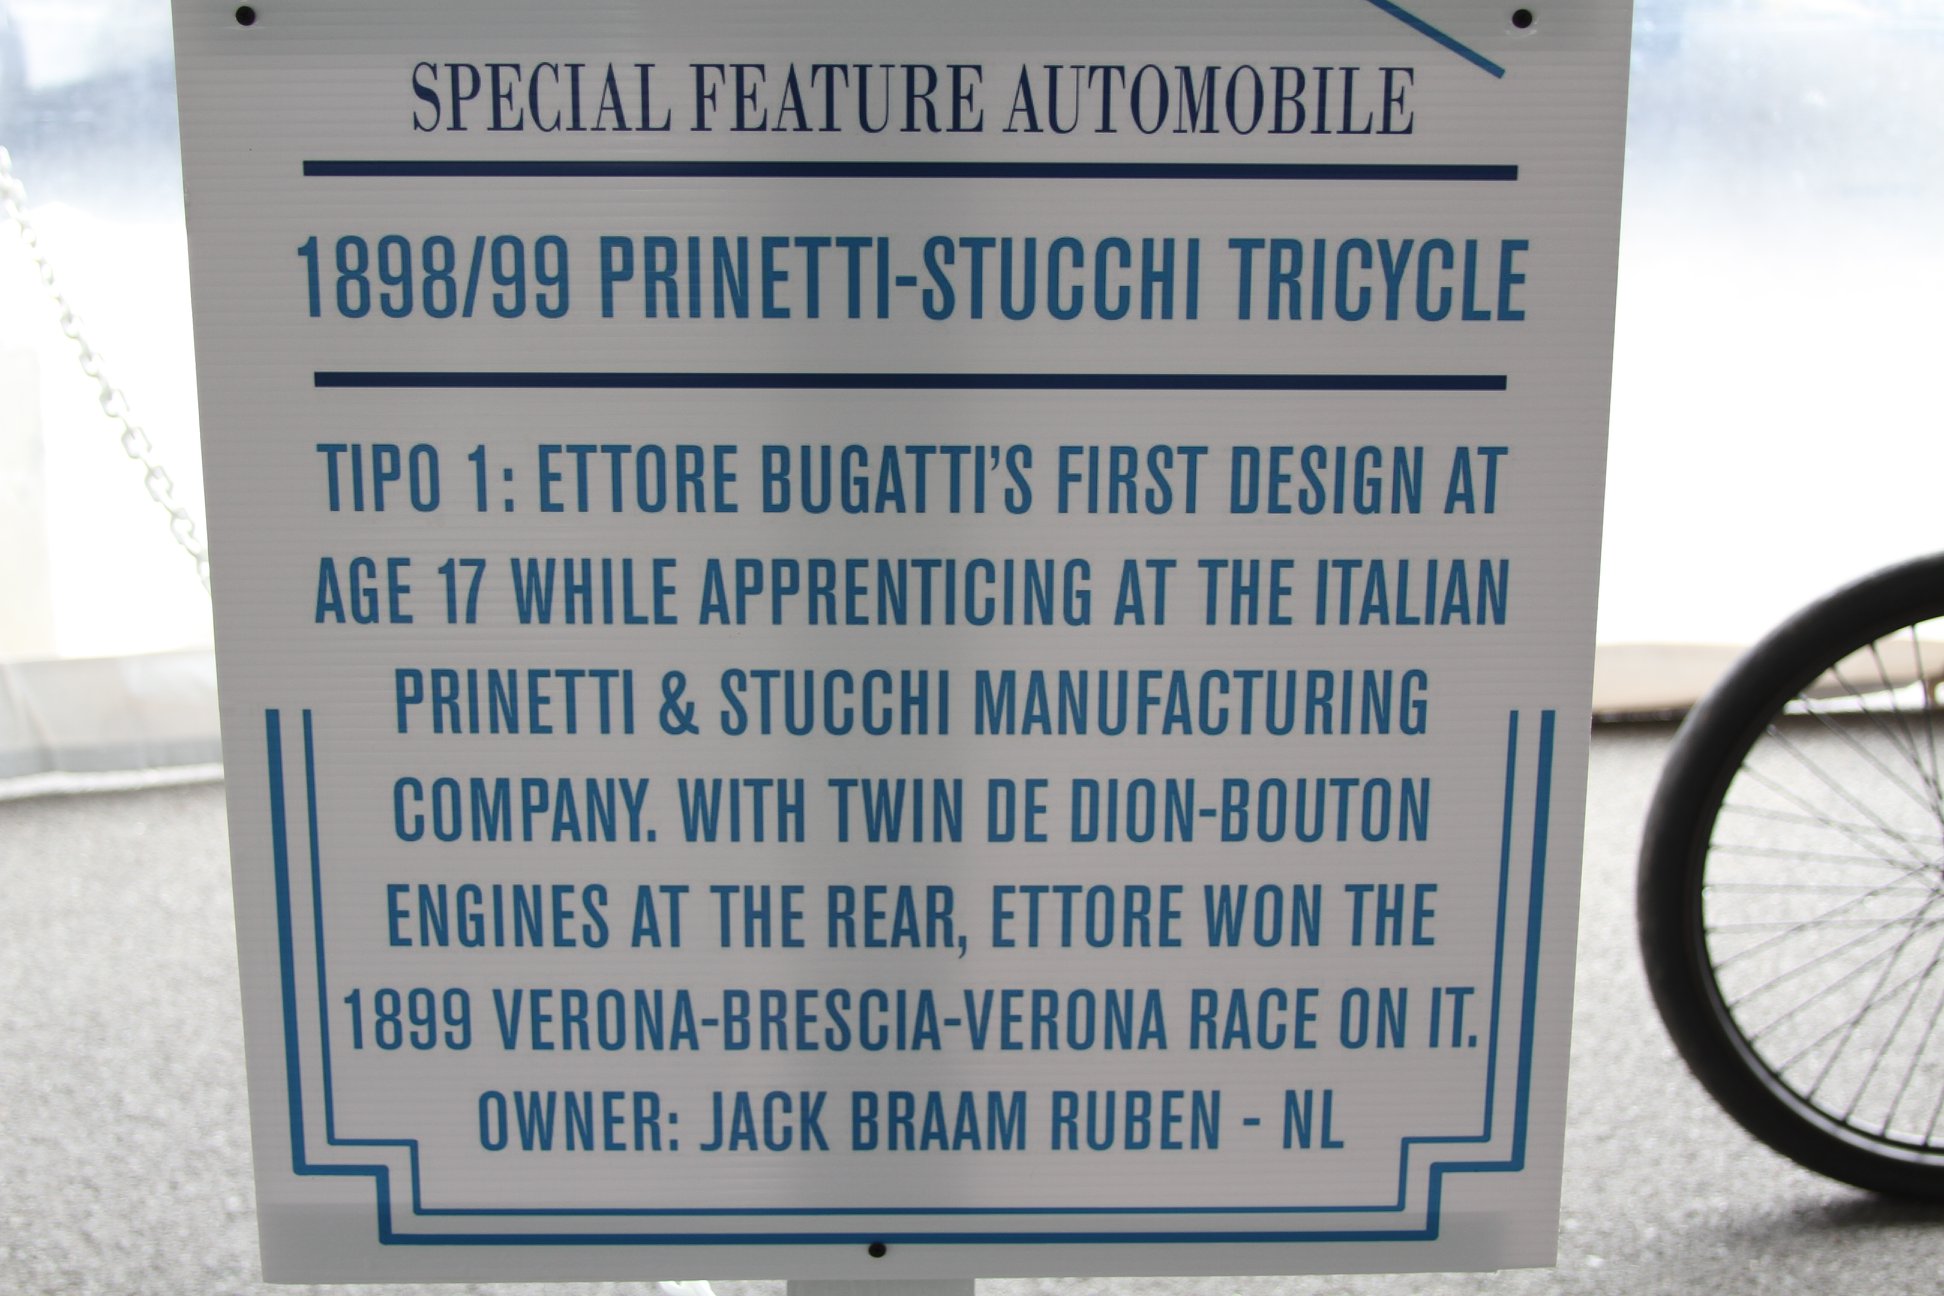 SPECIAL FEATURE AUTOMOBILE
1898/99 PRINETTI-STUCCHI TRICYCLE
TIPO 1: ETTORE BUGATTI'S FIRST DESIGN AT
AGE 17 WHILE APPRENTICING AT THE ITALIAN
PRINETTI & STUCCHI MANUFACTURING
COMPANY. WITH TWIN DE DION-BOUTON
ENGINES AT THE REAR, ETTORE WON THE
1899 VERONA-BRESCIA-VERONA RACE ON IT.
OWNER: JACK BRAAM RUBEN - NL